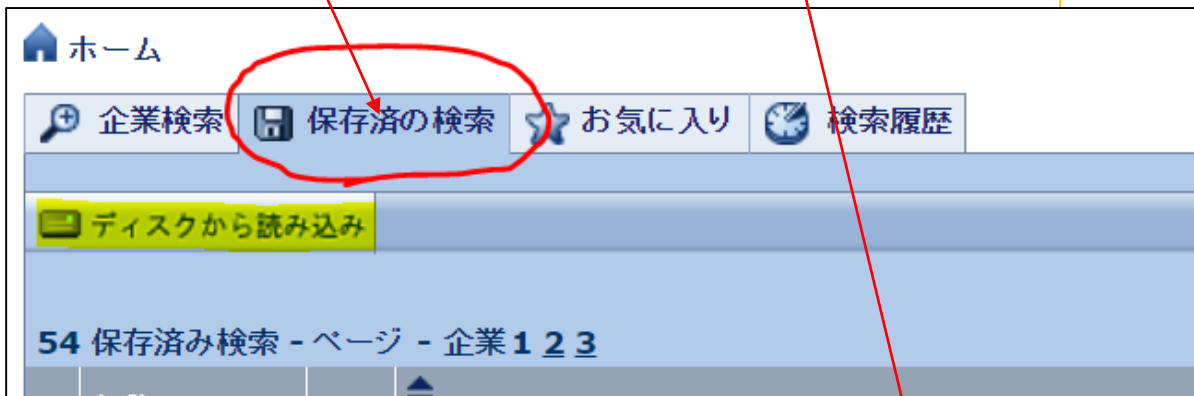 ホーム
企業検索 保存済の検索 お気に入り 検索履歴
ディスクから読み込み
54 保存済み検索 - ページ - 企業 1 2 3